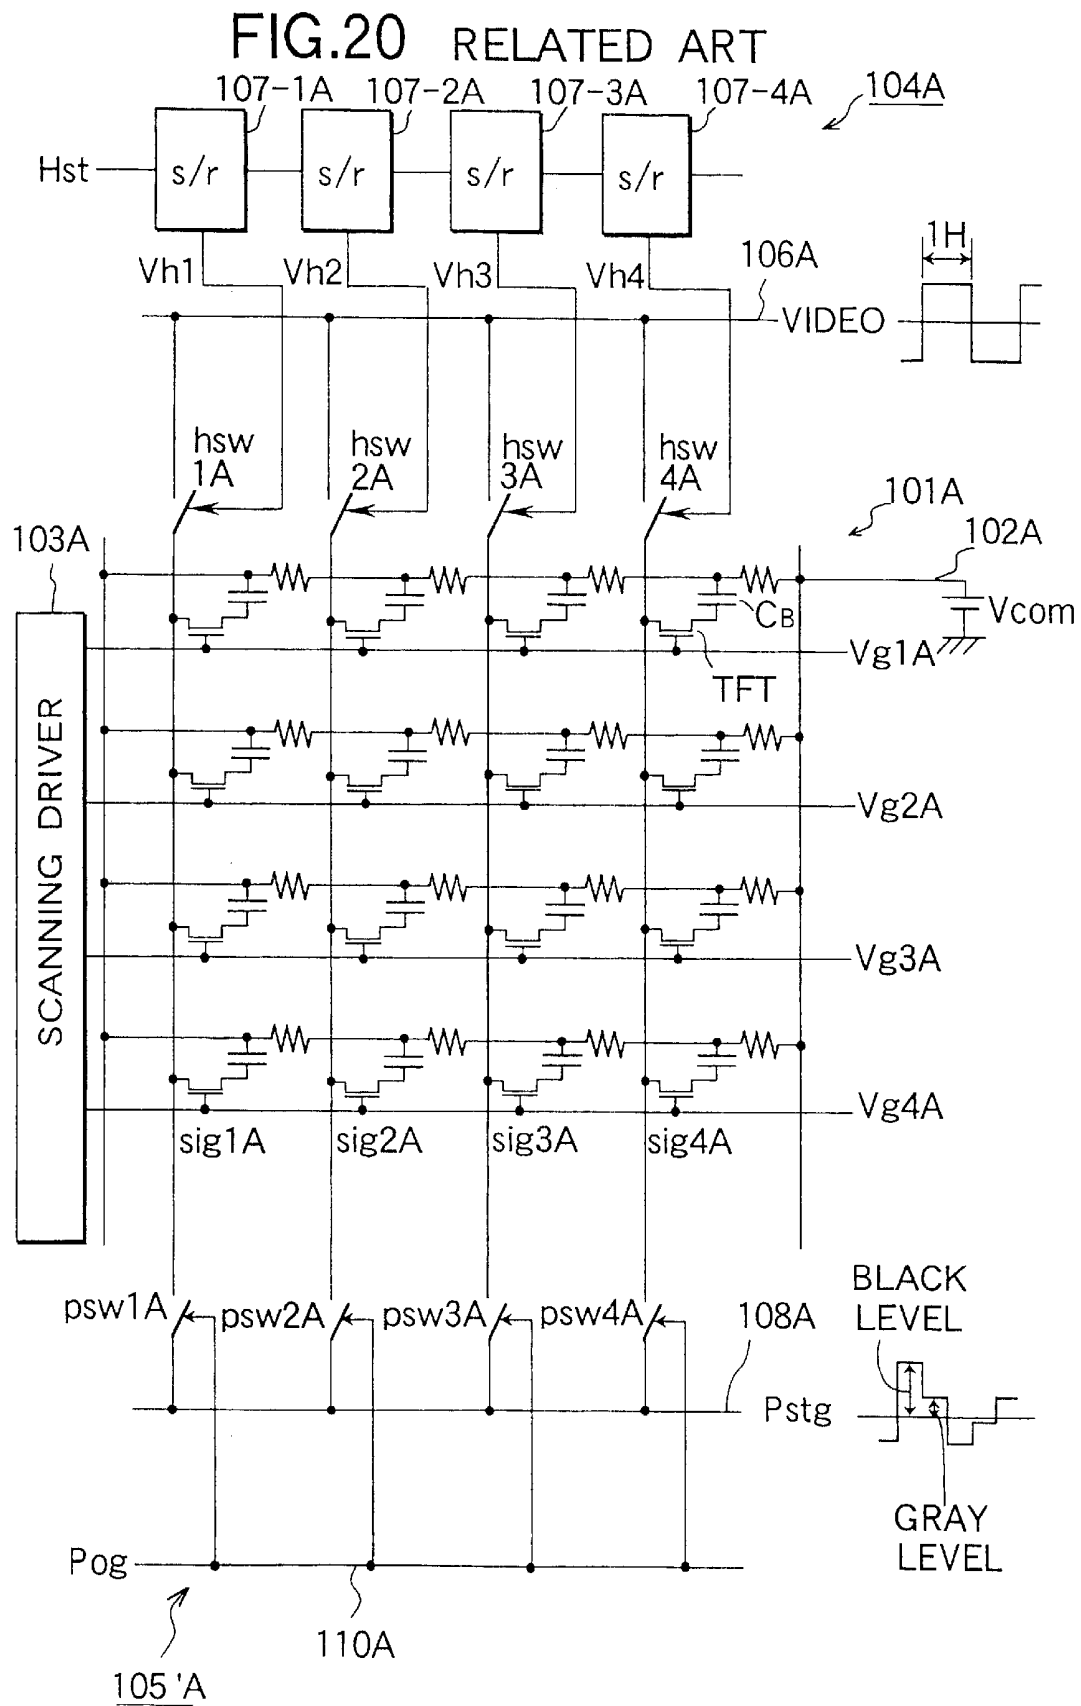 FIG.20 RELATED ART
107-1A 107-2A 107-3A 107-4A
104A
Hst s/r s/r s/r s/r
1H
Vh1 Vh2 Vh3 Vh4 106A
VIDEO
hsw 1A
hsw 2A
hsw 3A
hsw 4A
101A
103A
102A
CB
Vcom
Vg1A
TFT
SCANNING DRIVER
Vg2A
Vg3A
Vg4A
sig1A sig2A sig3A sig4A
BLACK LEVEL
psw1A psw2A psw3A psw4A
108A
Pstg
GRAY LEVEL
Pog
110A
105'A